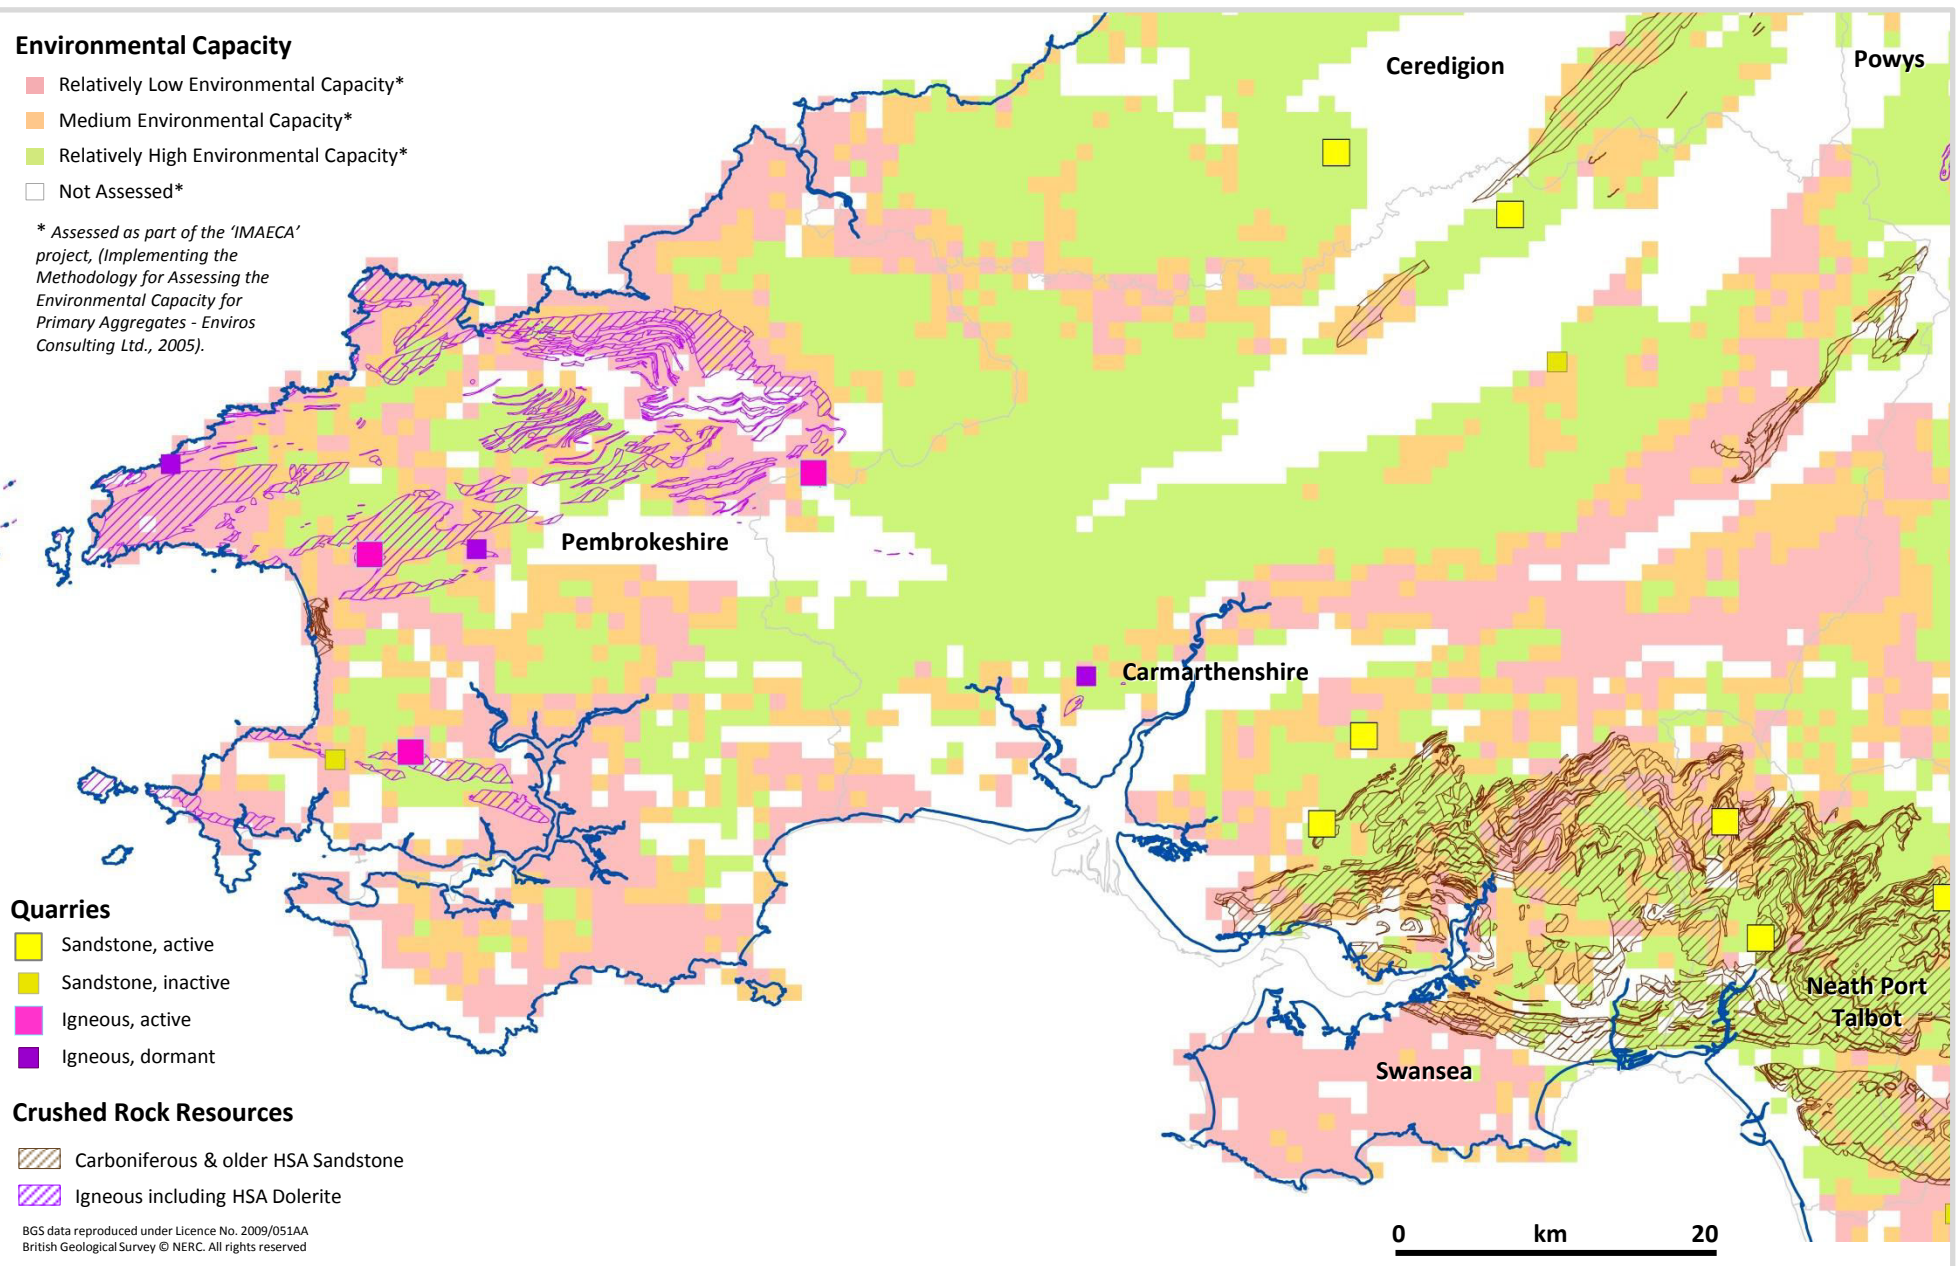 Environmental Capacity
Relatively Low Environmental Capacity*
Medium Environmental Capacity*
Relatively High Environmental Capacity*
Not Assessed*
* Assessed as part of the ‘IMAECA’
project, (Implementing the
Methodology for Assessing the
Environmental Capacity for
Primary Aggregates - Enviros
Consulting Ltd., 2005).
Ceredigion
Powys
Pembrokeshire
Carmarthenshire
Neath Port
Talbot
Swansea
Quarries
Sandstone, active
Sandstone, inactive
Igneous, active
Igneous, dormant
Crushed Rock Resources
Carboniferous & older HSA Sandstone
Igneous including HSA Dolerite
BGS data reproduced under Licence No. 2009/051AA
British Geological Survey © NERC. All rights reserved
0 km 20